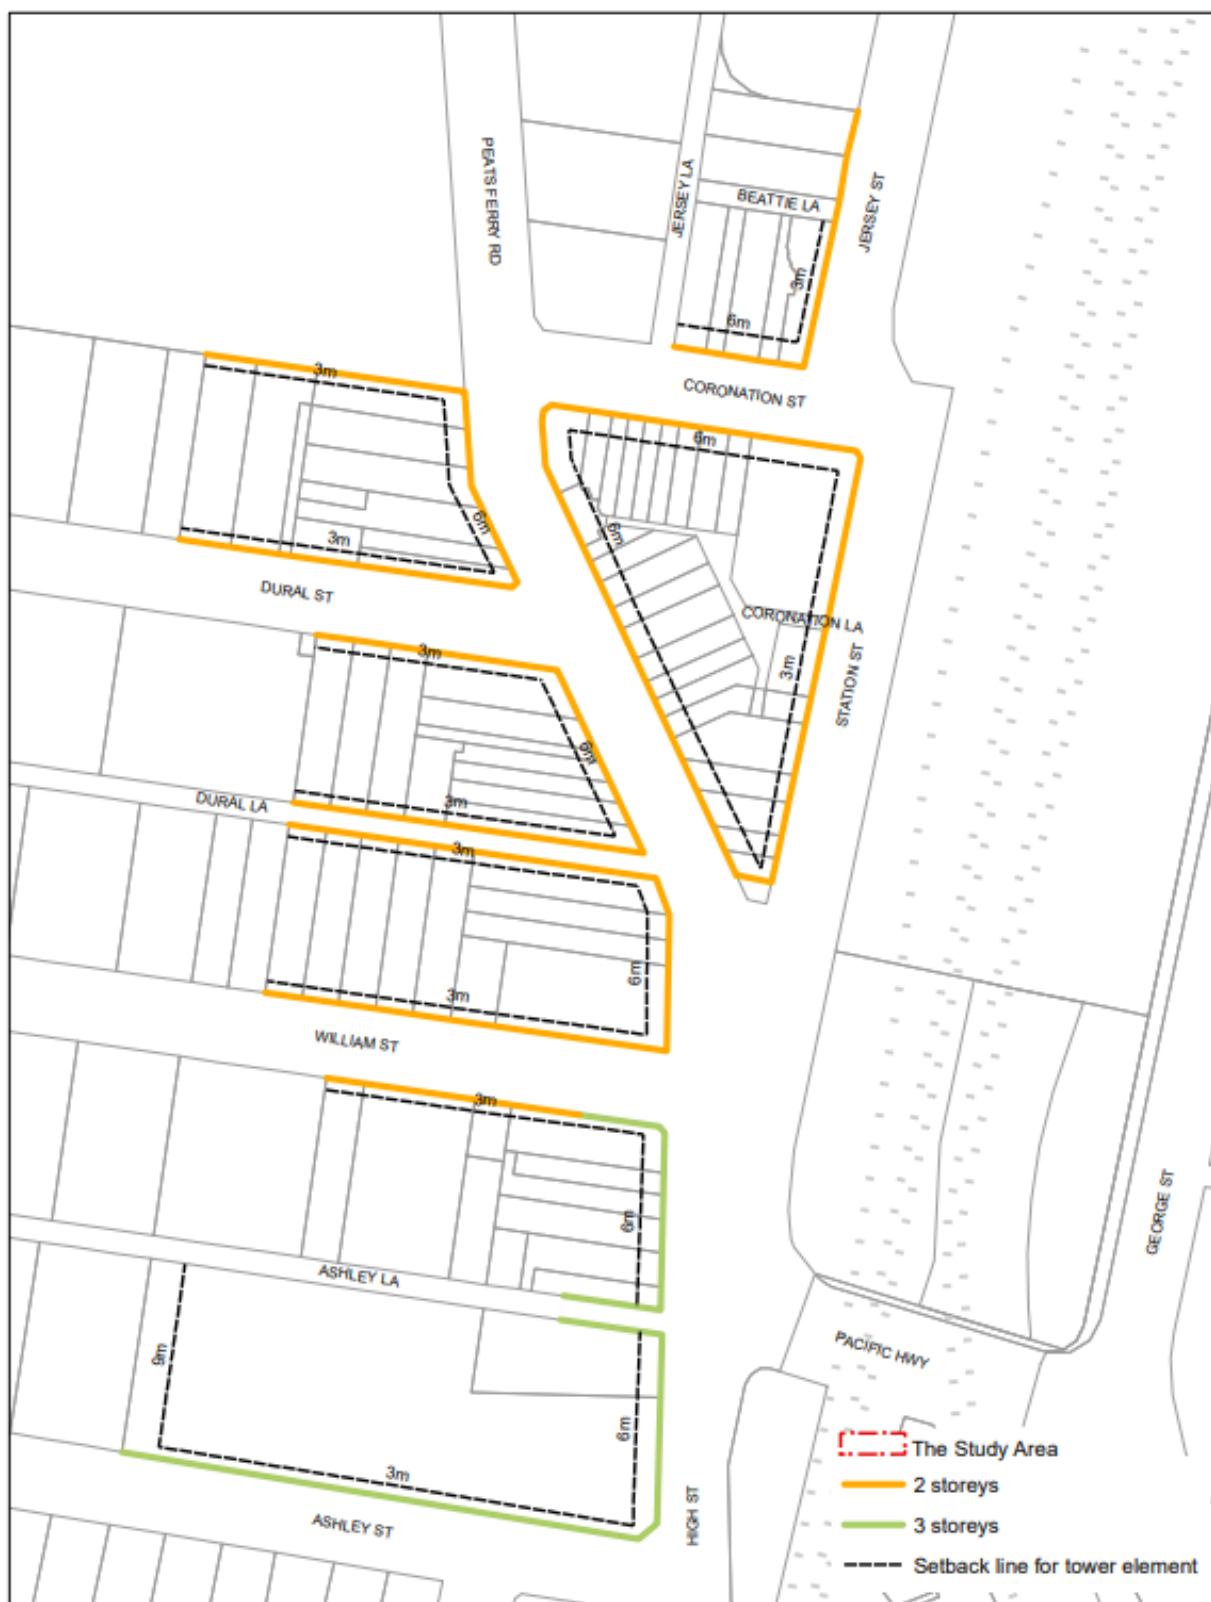 PEATS FERRY RD
JERSEY LA
BEATTIE LA
JERSEY ST
3m
6m
CORONATION ST
3m
6m
3m
6m
6m
3m
CORONATION LA
STATION ST
DURAL ST
3m
6m
3m
DURAL LA
3m
6m
3m
WILLIAM ST
3m
6m
ASHLEY LA
9m
6m
3m
ASHLEY ST
HIGH ST
GEORGE ST
PACIFIC HWY
The Study Area
2 storeys
3 storeys
Setback line for tower element